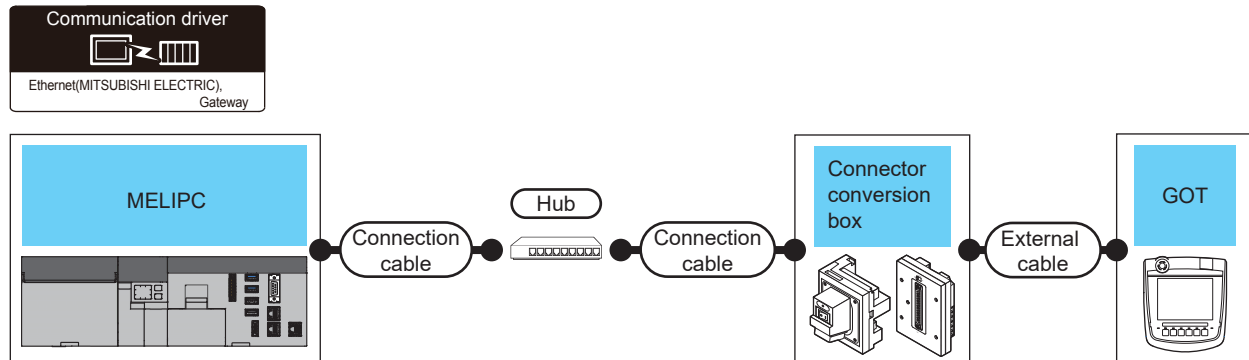 Communication driver
Ethernet(MITSUBISHI ELECTRIC),
Gateway
MELIPC
Connection
cable
Hub
Connection
cable
Connector
conversion
box
External
cable
GOT